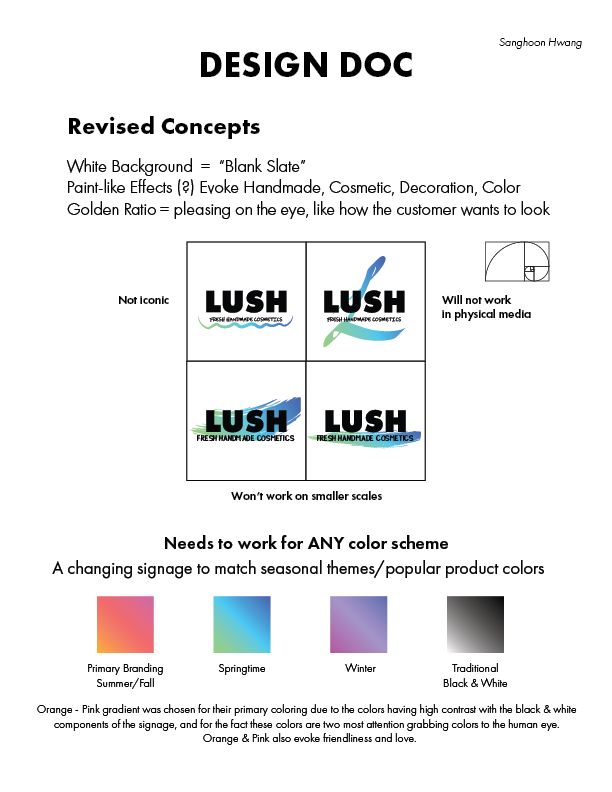 Sanghoon Hwang
DESIGN DOC
Revised Concepts
White Background = “Blank Slate”
Paint-like Effects (?) Evoke Handmade, Cosmetic, Decoration, Color
Golden Ratio = pleasing on the eye, like how the customer wants to look
Not iconic
LUSH
FRESH HANDMADE COSMETICS
LUSH
FRESH HANDMADE COSMETICS
Will not work
in physical media
LUSH
FRESH HANDMADE COSMETICS
LUSH
FRESH HANDMADE COSMETICS
Won’t work on smaller scales
Needs to work for ANY color scheme
A changing signage to match seasonal themes/popular product colors
Primary Branding
Summer/Fall
Springtime
Winter
Traditional
Black & White
Orange - Pink gradient was chosen for their primary coloring due to the colors having high contrast with the black & white
components of the signage, and for the fact these colors are two most attention grabbing colors to the human eye.
Orange & Pink also evoke friendliness and love.